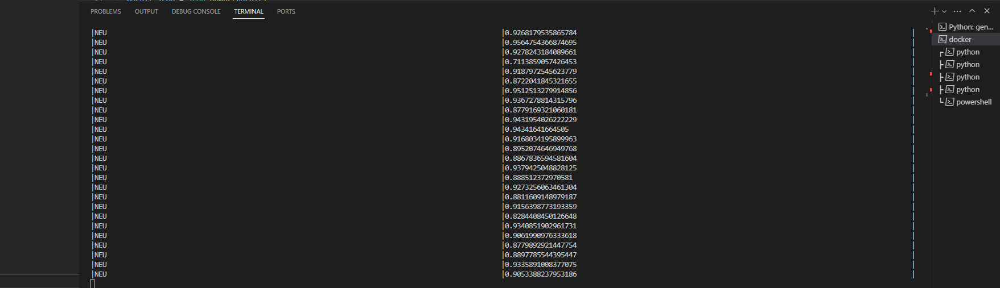 PROBLEMS OUTPUT DEBUG CONSOLE TERMINAL PORTS
|NEU |0.9268179535865784 |
|NEU |0.9564754366874695 |
|NEU |0.9278243184089661 |
|NEU |0.7113859057426453 |
|NEU |0.9187972545623779 |
|NEU |0.8722041845321655 |
|NEU |0.9512513279914856 |
|NEU |0.9367278814315796 |
|NEU |0.8779169321060181 |
|NEU |0.9431954026222229 |
|NEU |0.94341641664505 |
|NEU |0.9168034195899963 |
|NEU |0.8952074646949768 |
|NEU |0.8867836594581604 |
|NEU |0.9379425048828125 |
|NEU |0.888512372970581 |
|NEU |0.9273256063461304 |
|NEU |0.8811609148979187 |
|NEU |0.9156398773193359 |
|NEU |0.8284408450126648 |
|NEU |0.9340851902961731 |
|NEU |0.9061990976333618 |
|NEU |0.8779892921447754 |
|NEU |0.8897785544395447 |
|NEU |0.9335891008377075 |
|NEU |0.9053388237953186 |
Python: gen...
docker
python
python
python
python
powershell